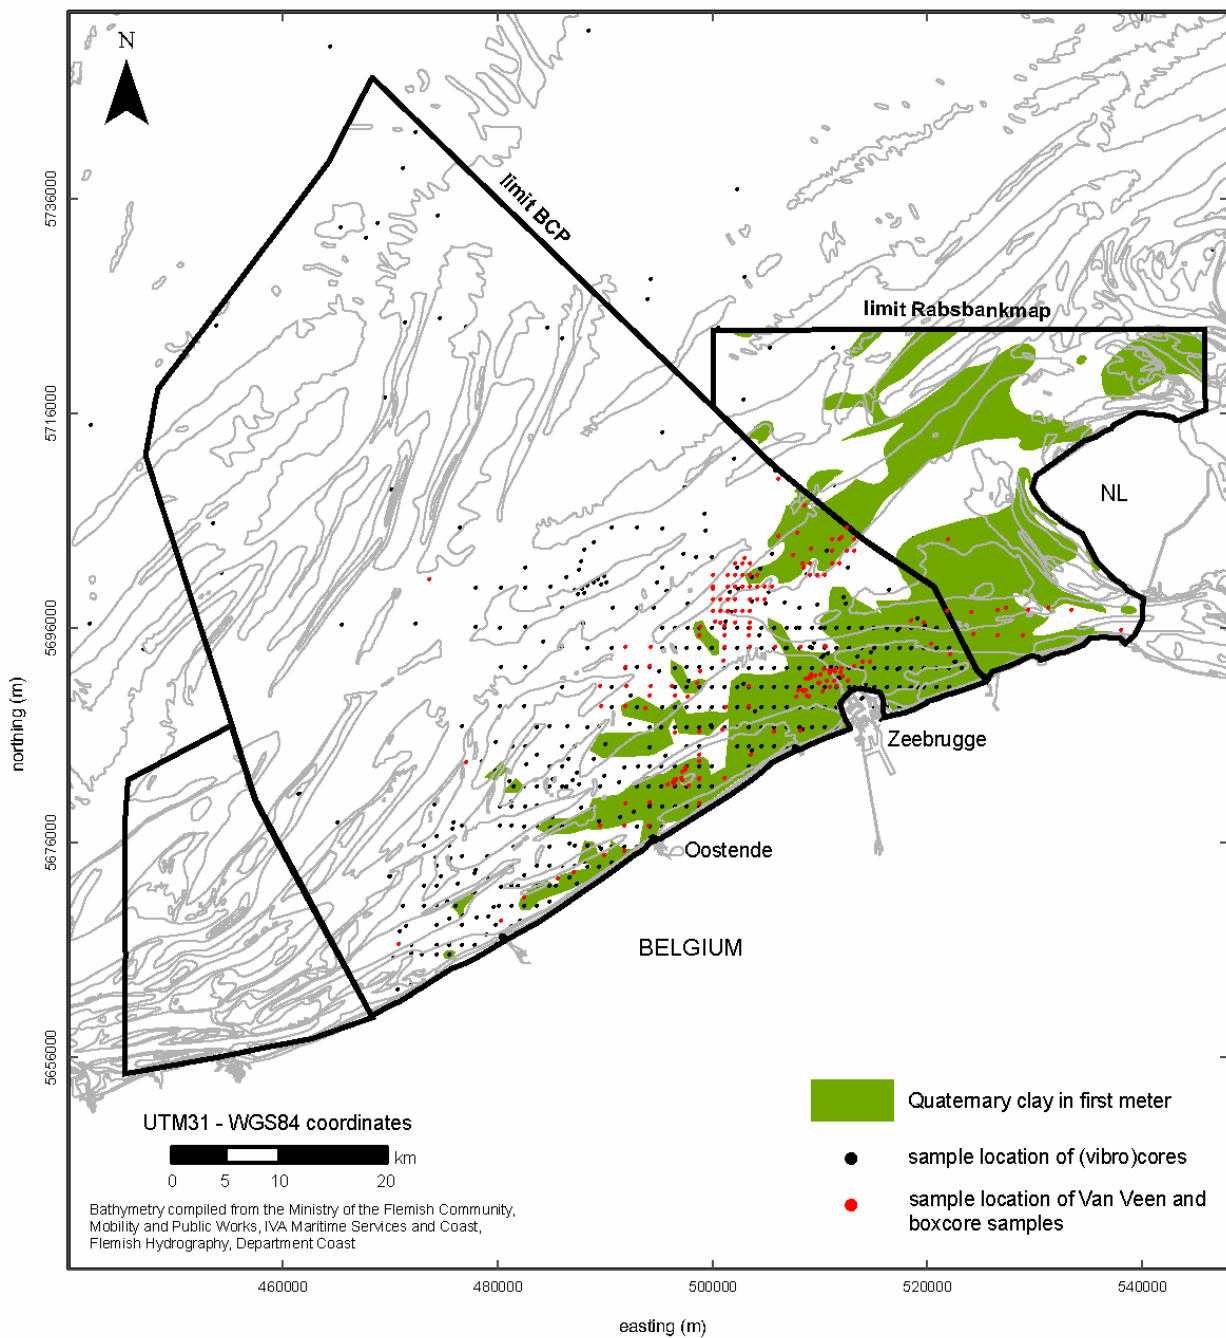 N
limit BCP
limit Rabsbankmap
NL
Zeebrugge
Oostende
BELGIUM
5736000
5716000
5696000
5676000
5656000
northing (m)
UTM31 - WGS84 coordinates
km
0 5 10 20
Bathymetry compiled from the Ministry of the Flemish Community,
Mobility and Public Works, IVA Maritime Services and Coast,
Flemish Hydrography, Department Coast
Quaternary clay in first meter
sample location of (vibro)cores
sample location of Van Veen and
boxcore samples
460000 480000 500000 520000 540000
easting (m)